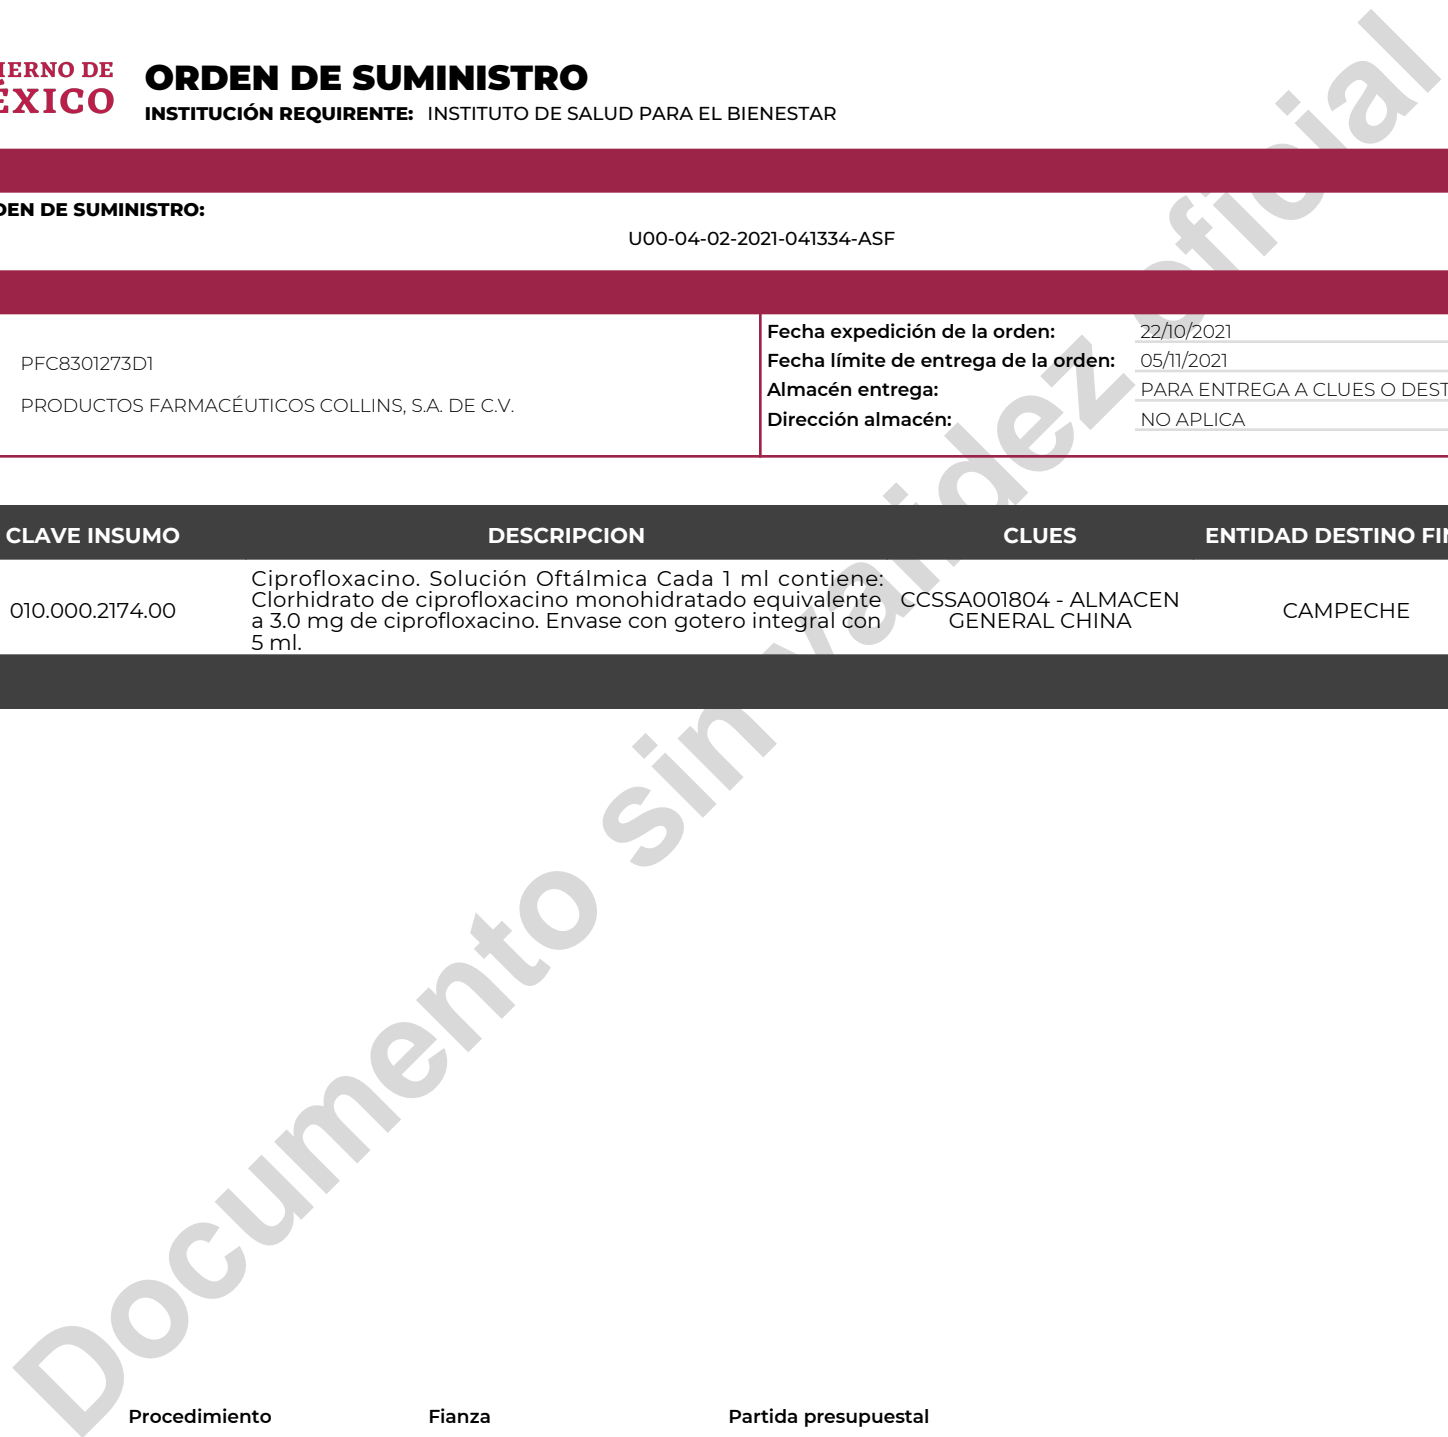 IERNO DE
ÉXICO
ORDEN DE SUMINISTRO
INSTITUCIÓN REQUIRENTE: INSTITUTO DE SALUD PARA EL BIENESTAR
DEN DE SUMINISTRO:
U00-04-02-2021-041334-ASF
PFC8301273D1
PRODUCTOS FARMACÉUTICOS COLLINS, S.A. DE C.V.
Fecha expedición de la orden: 22/10/2021
Fecha límite de entrega de la orden: 05/11/2021
Almacén entrega: PARA ENTREGA A CLUES O DEST
Dirección almacén: NO APLICA
CLAVE INSUMO DESCRIPCION CLUES ENTIDAD DESTINO FIN
010.000.2174.00
Ciprofloxacino. Solución Oftálmica Cada 1 ml contiene:
Clorhidrato de ciprofloxacino monohidratado equivalente
a 3.0 mg de ciprofloxacino. Envase con gotero integral con
5 ml.
CCSSA001804 - ALMACEN
GENERAL CHINA
CAMPECHE
Documento sin validez oficial
Procedimiento Fianza Partida presupuestal